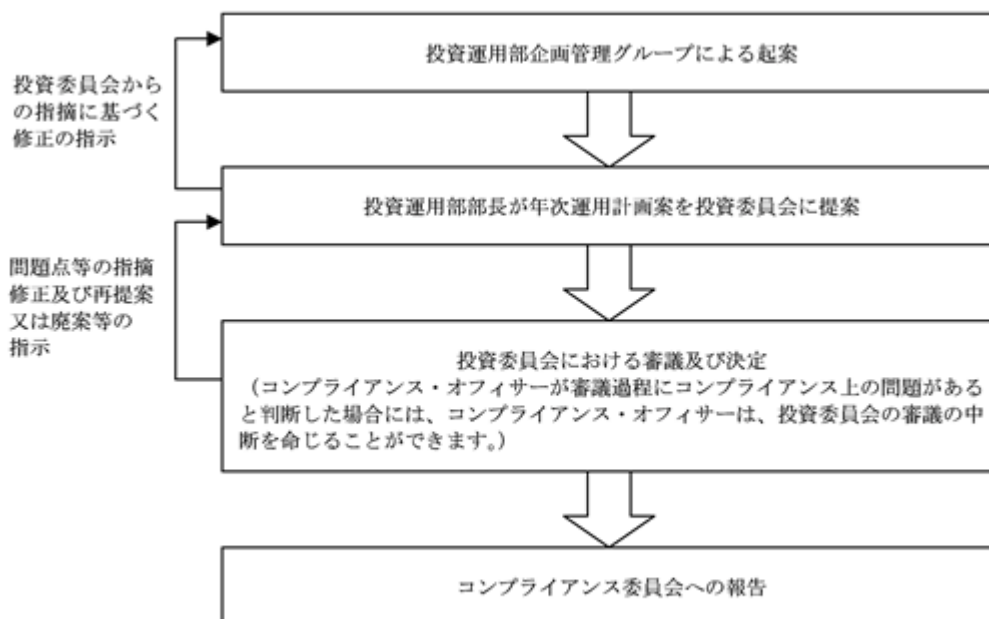 投資運用部企画管理グループによる起案
投資委員会から
の指摘に基づく
修正の指示
投資運用部部長が年次運用計画案を投資委員会に提案
問題点等の指摘
修正及び再提案
又は廃案等の
指示
投資委員会における審議及び決定
（コンプライアンス・オフィサーが審議過程にコンプライアンス上の問題がある
と判断した場合には、コンプライアンス・オフィサーは、投資委員会の審議の中
断を命じることができます。）
コンプライアンス委員会への報告